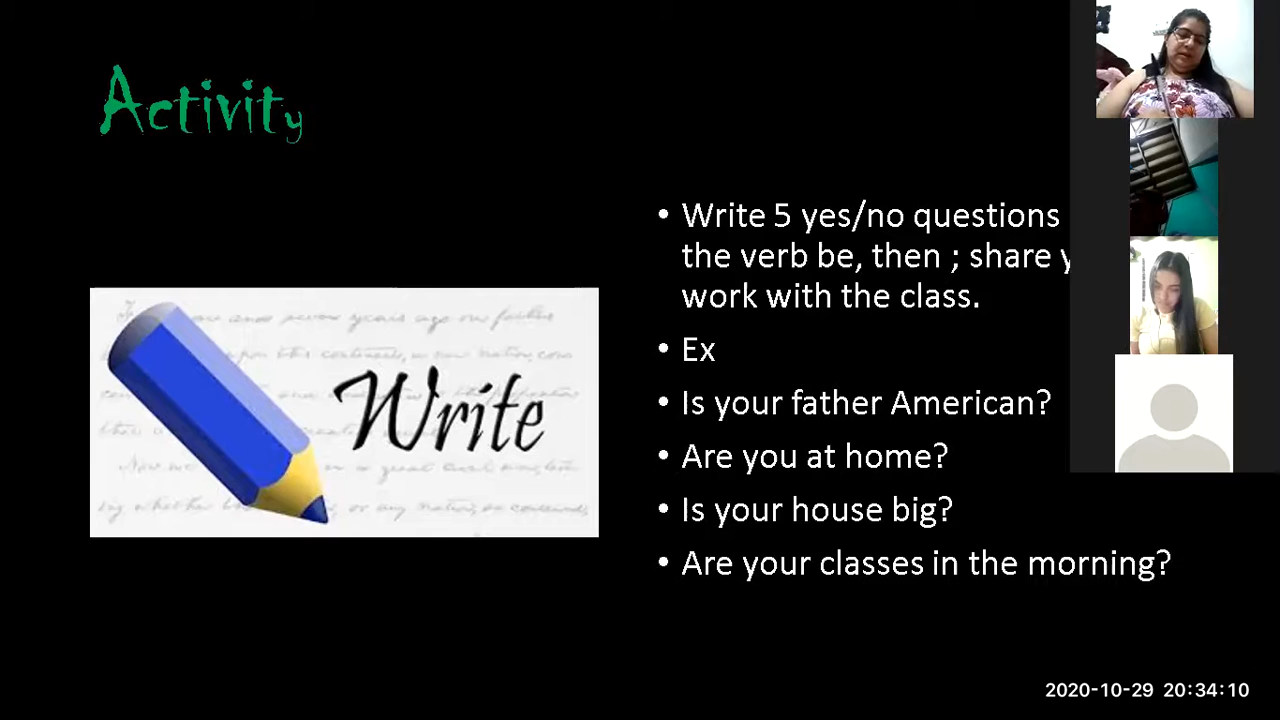 Activity
• Write 5 yes/no questions
the verb be, then ; share
work with the class.
• Ex
• Is your father American?
• Are you at home?
• Is your house big?
• Are your classes in the morning?
Write
2020-10-29 20:34:10